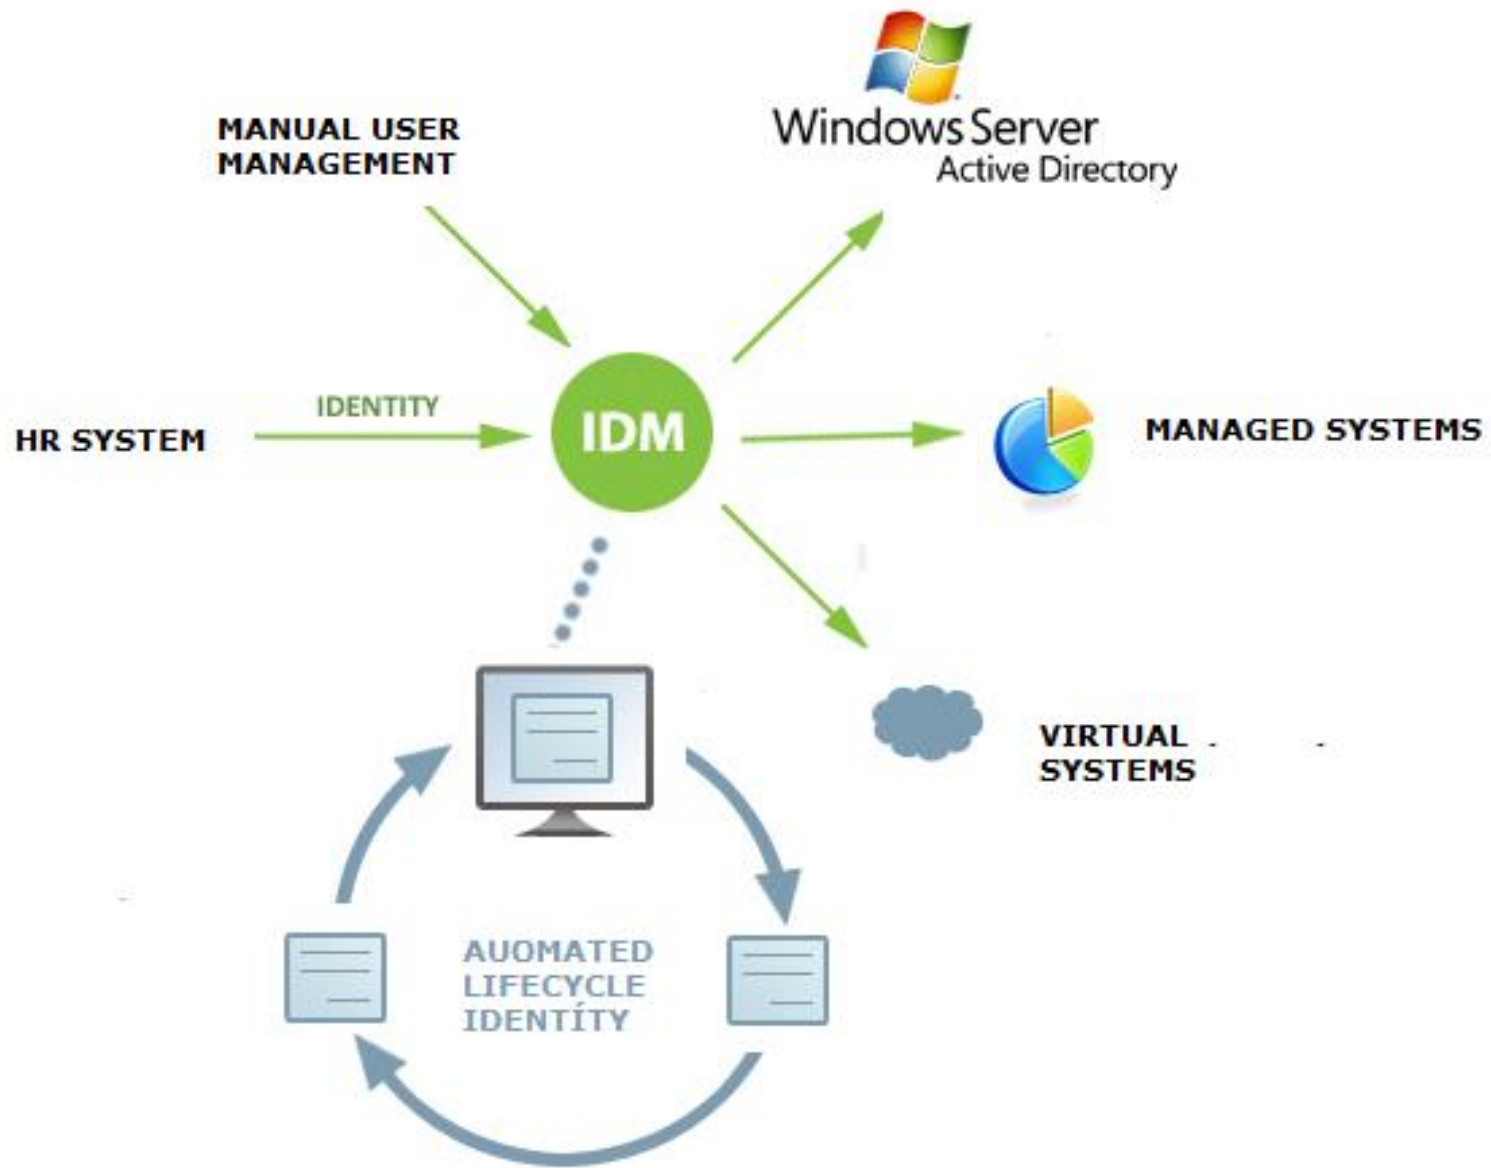 Windows Server
Active Directory
MANUAL USER
MANAGEMENT
IDENTITY
HR SYSTEM
IDM
MANAGED SYSTEMS
VIRTUAL
SYSTEMS
AUOMATED
LIFECYCLE
IDENTÍTY